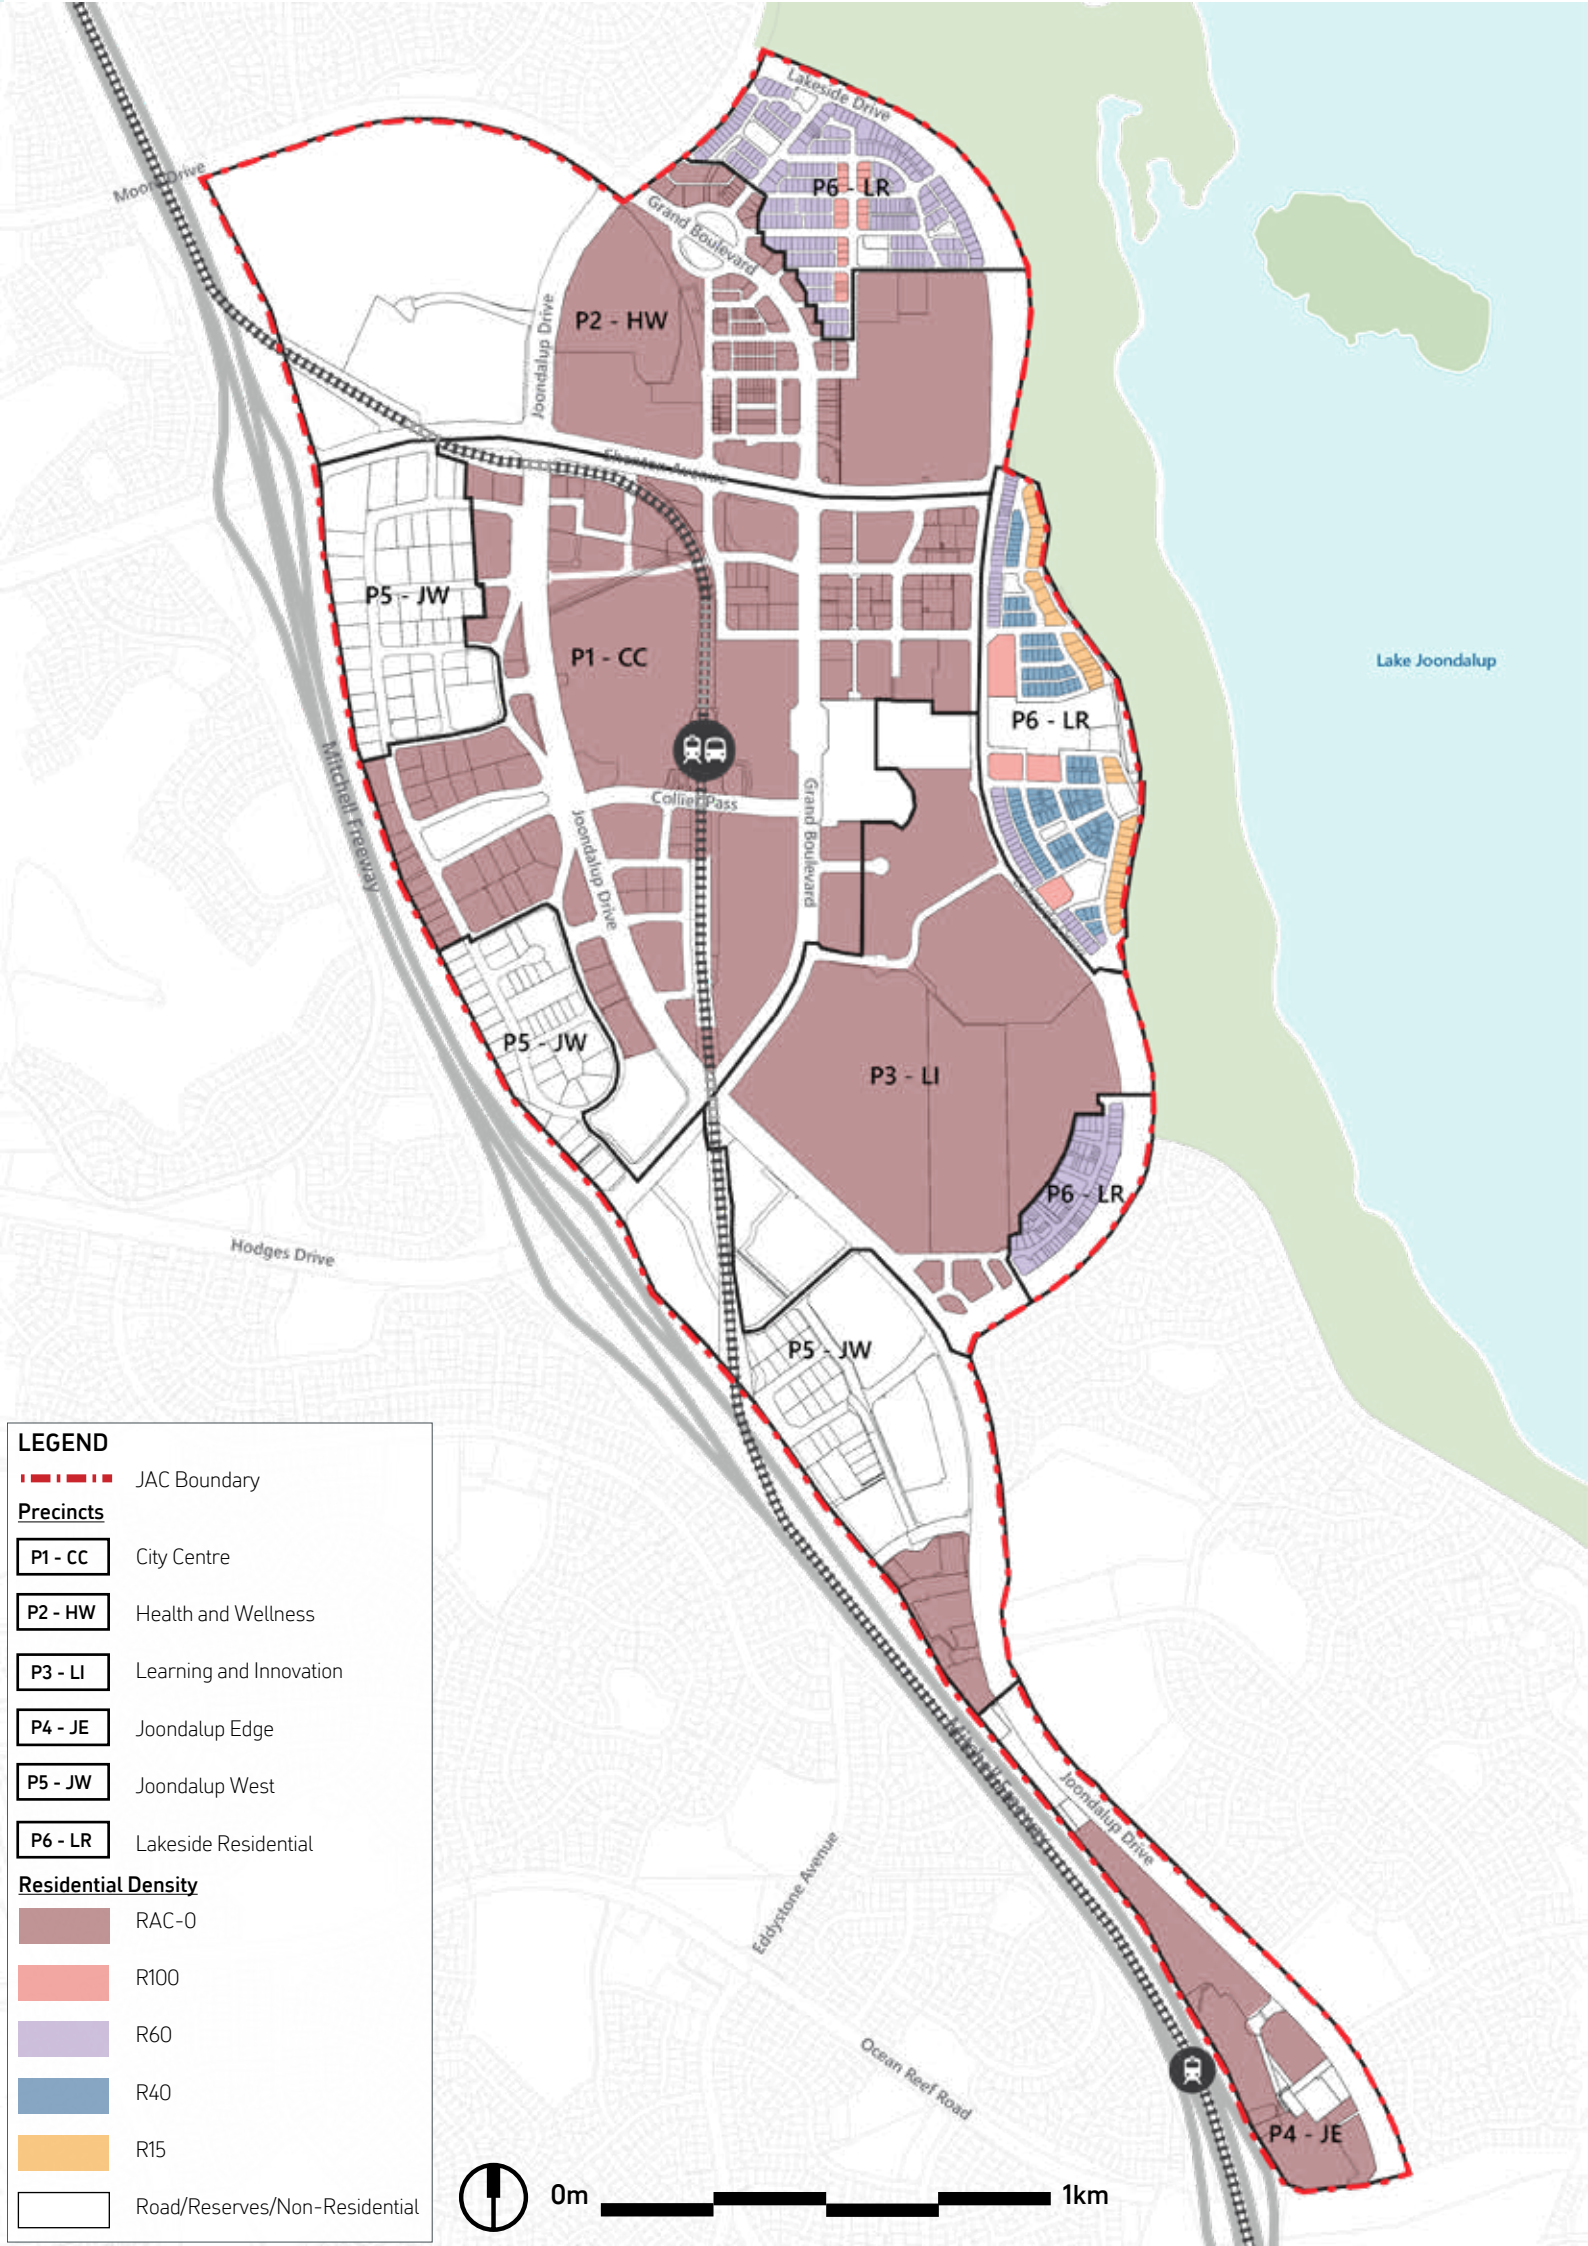 Lakeside Drive
Moore Drive
P6 - LR
Grand Boulevard
P2 - HW
Joondalup Drive
Shenton Avenue
P5 - JW
P1 - CC
Lake Joondalup
P6 - LR
Mitchell Freeway
Collier Pass
Grand Boulevard
Joondalup Drive
P5 - JW
P3 - LI
P6 - LR
Hodges Drive
P5 - JW
LEGEND
JAC Boundary
Precincts
P1 - CC City Centre
P2 - HW Health and Wellness
P3 - LI Learning and Innovation
P4 - JE Joondalup Edge
P5 - JW Joondalup West
P6 - LR Lakeside Residential
Residential Density
RAC-0
R100
R60
R40
R15
Road/Reserves/Non-Residential
Mitchell Freeway
Joondalup Drive
Eddystone Avenue
Ocean Reef Road
P4 - JE
0m 1km